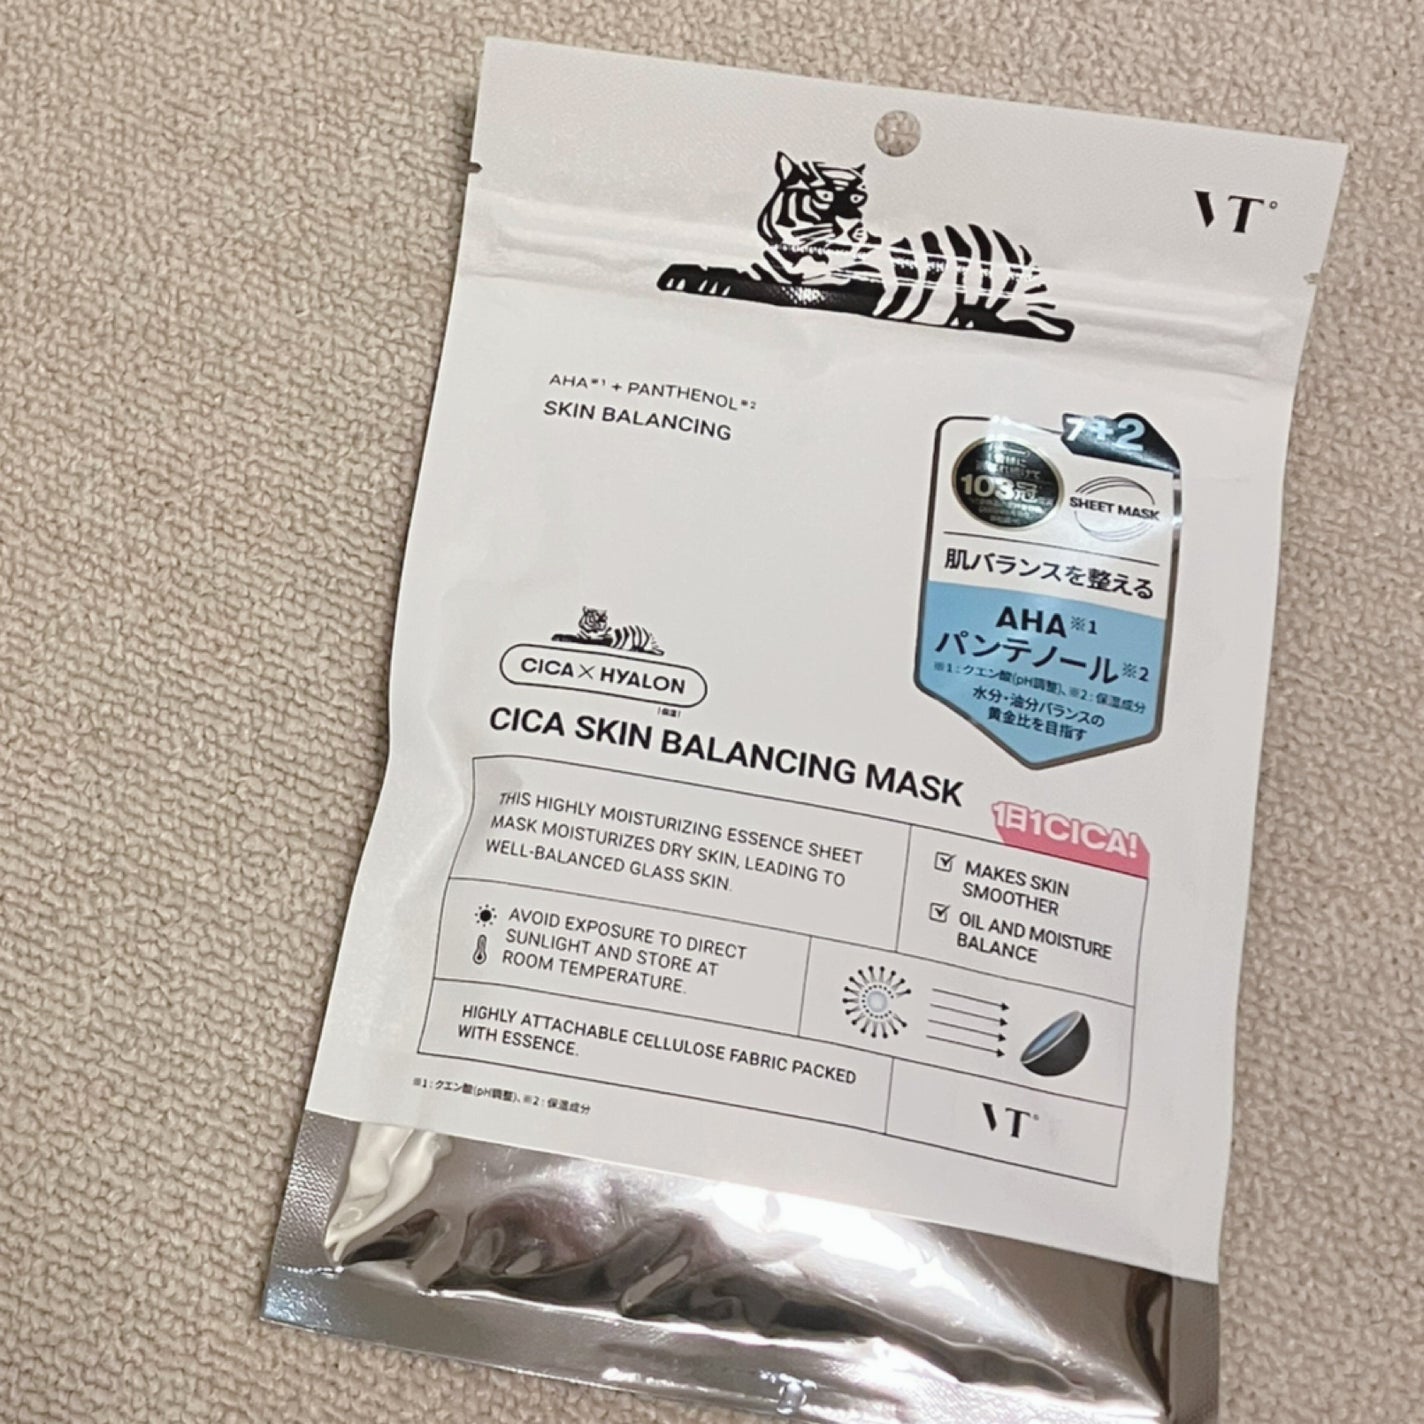 VT
AHA※1 + PANTHENOL※2
SKIN BALANCING
7+2
103冠
SHEET MASK
肌バランスを整える
AHA※1
パンテノール※2
※1:クエン酸(pH調整)、※2:保湿成分
水分・油分バランスの
黄金比を目指す
CICA×HYALON
(保湿)
CICA SKIN BALANCING MASK
1日1CICA!
THIS HIGHLY MOISTURIZING ESSENCE SHEET
MASK MOISTURIZES DRY SKIN, LEADING TO
WELL-BALANCED GLASS SKIN.
MAKES SKIN
SMOOTHER
OIL AND MOISTURE
BALANCE
AVOID EXPOSURE TO DIRECT
SUNLIGHT AND STORE AT
ROOM TEMPERATURE.
HIGHLY ATTACHABLE CELLULOSE FABRIC PACKED
WITH ESSENCE.
VT
※1:クエン酸(pH調整)、※2:保湿成分